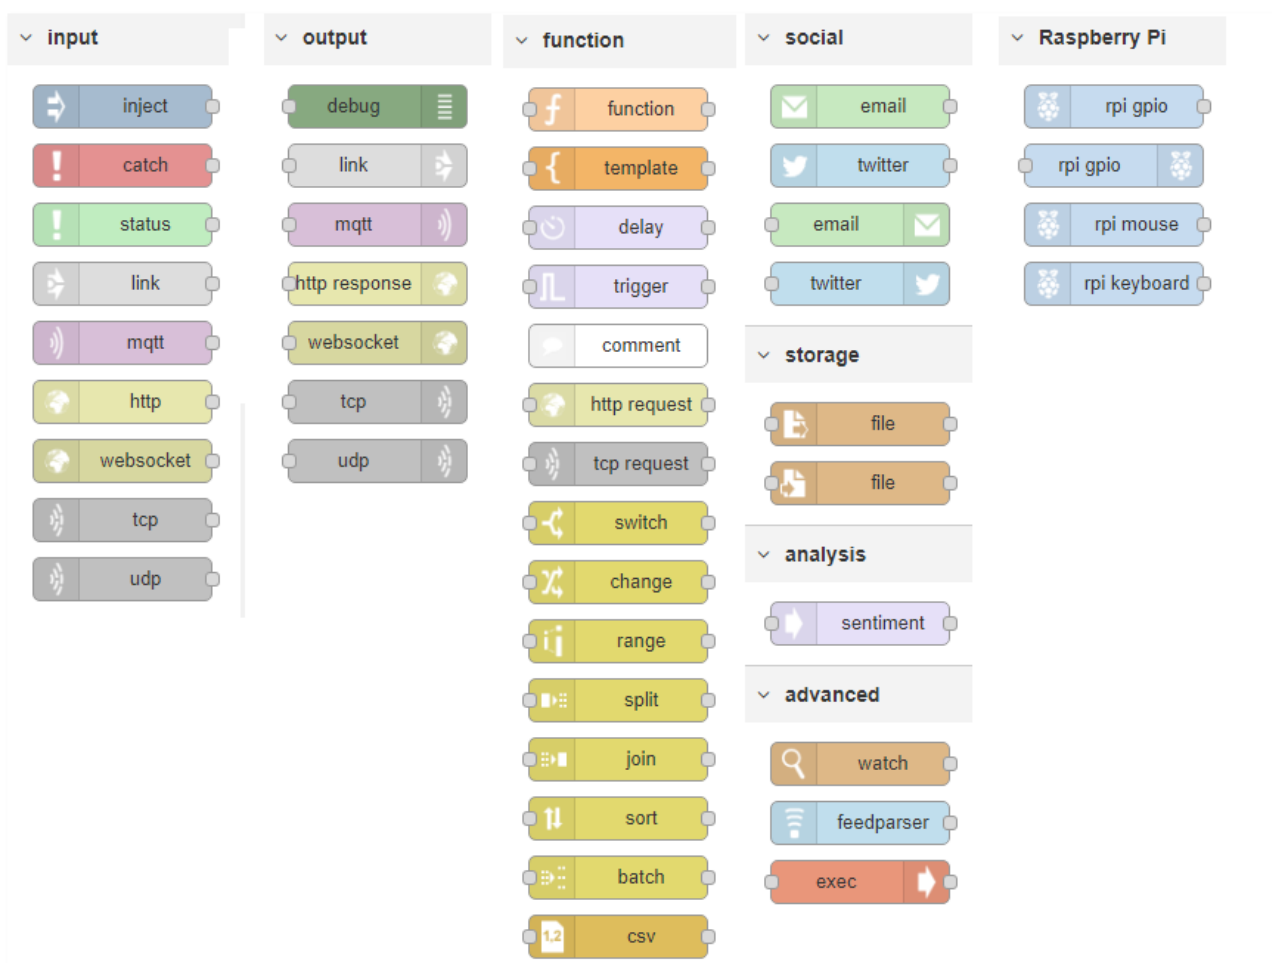 input
inject
catch
status
link
mqtt
http
websocket
tcp
udp
output
debug
link
mqtt
http response
websocket
tcp
udp
function
function
template
delay
trigger
comment
http request
tcp request
switch
change
range
split
join
sort
batch
1,2 csv
social
email
twitter
email
twitter
storage
file
file
analysis
sentiment
advanced
watch
feedparser
exec
Raspberry Pi
rpi gpio
rpi gpio
rpi mouse
rpi keyboard